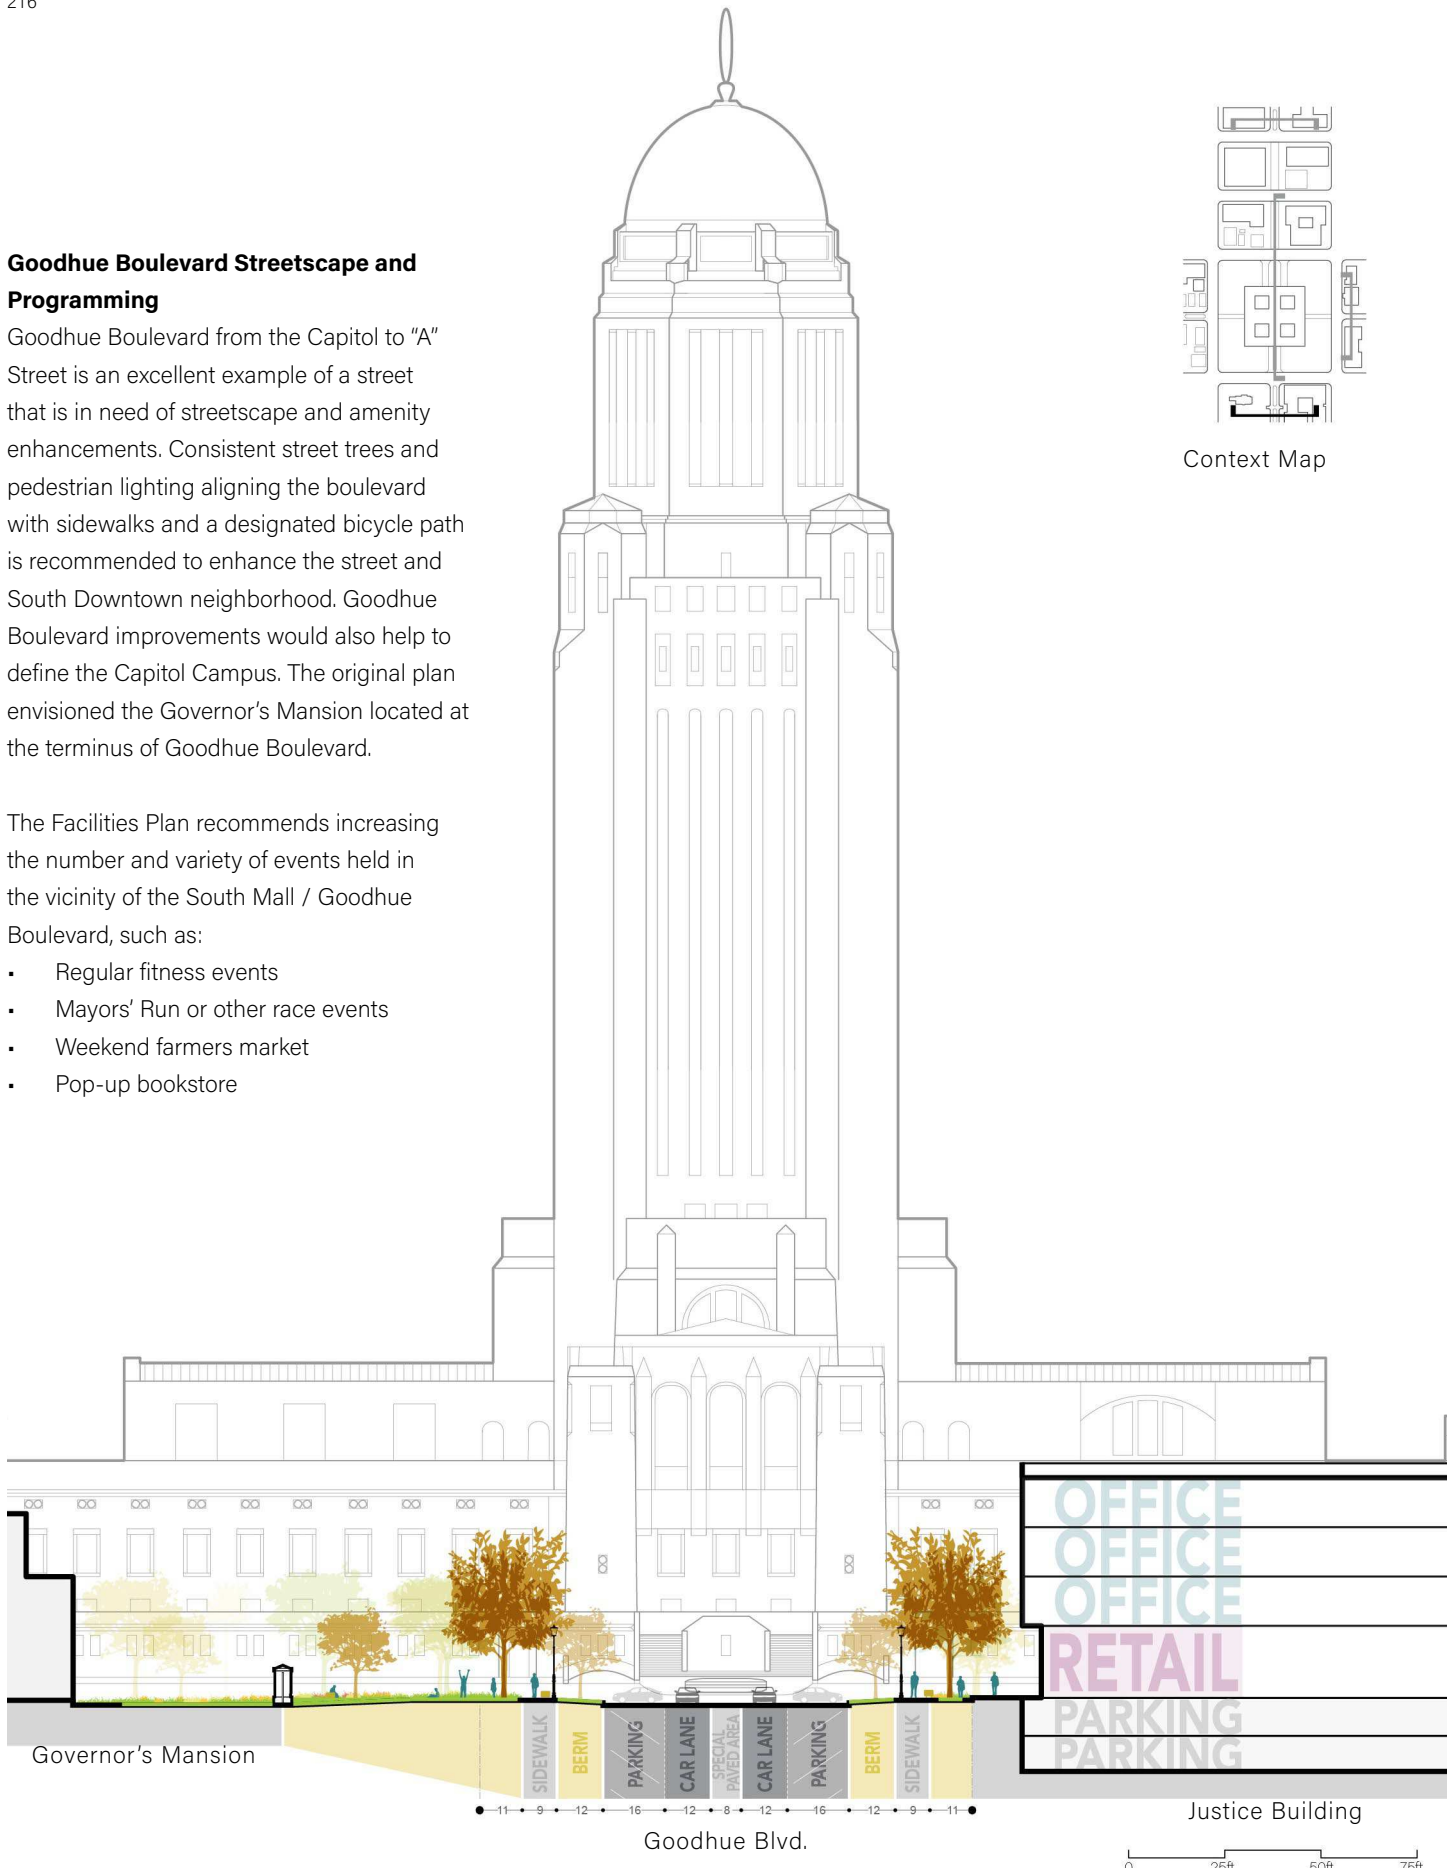 216
Goodhue Boulevard Streetscape and
Programming
Goodhue Boulevard from the Capitol to “A”
Street is an excellent example of a street
that is in need of streetscape and amenity
enhancements. Consistent street trees and
pedestrian lighting aligning the boulevard
with sidewalks and a designated bicycle path
is recommended to enhance the street and
South Downtown neighborhood. Goodhue
Boulevard improvements would also help to
define the Capitol Campus. The original plan
envisioned the Governor’s Mansion located at
the terminus of Goodhue Boulevard.
The Facilities Plan recommends increasing
the number and variety of events held in
the vicinity of the South Mall / Goodhue
Boulevard, such as:
• Regular fitness events
• Mayors’ Run or other race events
• Weekend farmers market
• Pop-up bookstore
Context Map
OFFICE
OFFICE
OFFICE
RETAIL
PARKING
PARKING
Governor’s Mansion
SIDEWALK
BERM
PARKING
CAR LANE
SPECIAL
PAVED AREA
CAR LANE
PARKING
BERM
SIDEWALK
11 9 12 16 12 8 12 16 12 9 11
Goodhue Blvd.
Justice Building
0 25ft 50ft 75ft